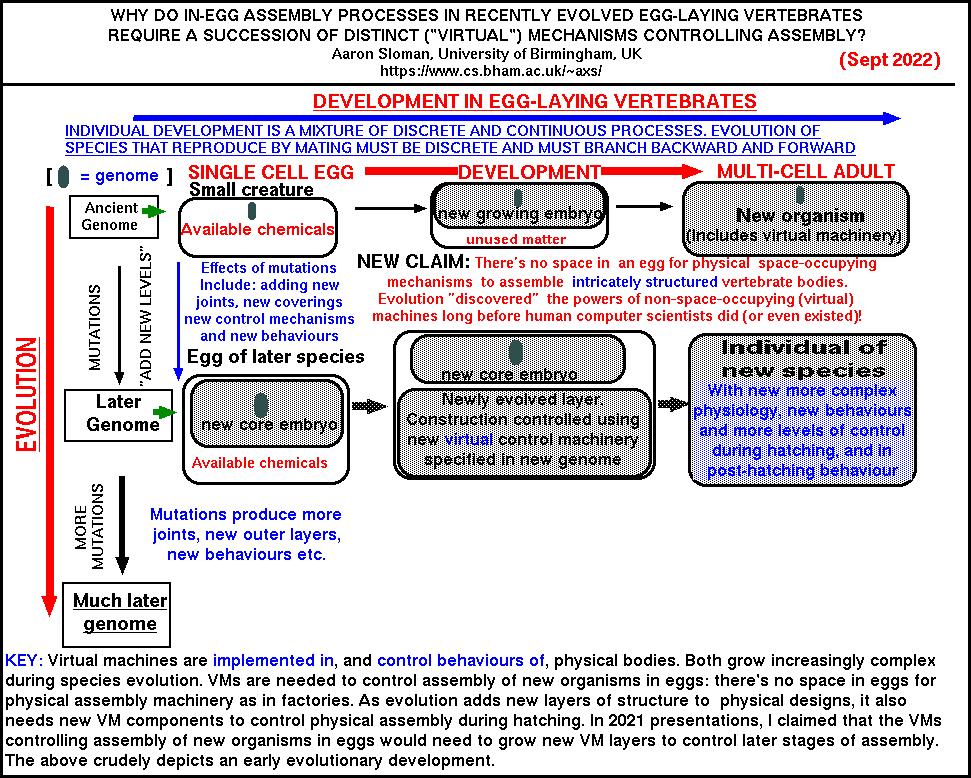 WHY DO IN-EGG ASSEMBLY PROCESSES IN RECENTLY EVOLVED EGG-LAYING VERTEBRATES
REQUIRE A SUCCESSION OF DISTINCT ("VIRTUAL") MECHANISMS CONTROLLING ASSEMBLY?
Aaron Sloman, University of Birmingham, UK
https://www.cs.bham.ac.uk/~axs/
(Sept 2022)
DEVELOPMENT IN EGG-LAYING VERTEBRATES
INDIVIDUAL DEVELOPMENT IS A MIXTURE OF DISCRETE AND CONTINUOUS PROCESSES. EVOLUTION OF
SPECIES THAT REPRODUCE BY MATING MUST BE DISCRETE AND MUST BRANCH BACKWARD AND FORWARD
[ = genome ]
SINGLE CELL EGG
DEVELOPMENT
MULTI-CELL ADULT
Small creature
Ancient
Genome
Available chemicals
new growing embryo
unused matter
New organism
(Includes virtual machinery)
EVOLUTION
MUTATIONS
"ADD NEW LEVELS"
Effects of mutations
Include: adding new
joints, new coverings
new control mechanisms
and new behaviours
NEW CLAIM: There's no space in an egg for physical space-occupying
mechanisms to assemble intricately structured vertebrate bodies.
Evolution "discovered" the powers of non-space-occupying (virtual)
machines long before human computer scientists did (or even existed)!
Egg of later species
Later
Genome
new core embryo
Available chemicals
new core embryo
Newly evolved layer.
Construction controlled using
new virtual control machinery
specified in new genome
Individual of
new species
With new more complex
physiology, new behaviours
and more levels of control
during hatching, and in
post-hatching behaviour
MORE
MUTATIONS
Mutations produce more
joints, new outer layers,
new behaviours etc.
Much later
genome
KEY: Virtual machines are implemented in, and control behaviours of, physical bodies. Both grow increasingly complex
during species evolution. VMs are needed to control assembly of new organisms in eggs: there's no space in eggs for
physical assembly machinery as in factories. As evolution adds new layers of structure to physical designs, it also
needs new VM components to control physical assembly during hatching. In 2021 presentations, I claimed that the VMs
controlling assembly of new organisms in eggs would need to grow new VM layers to control later stages of assembly.
The above crudely depicts an early evolutionary development.